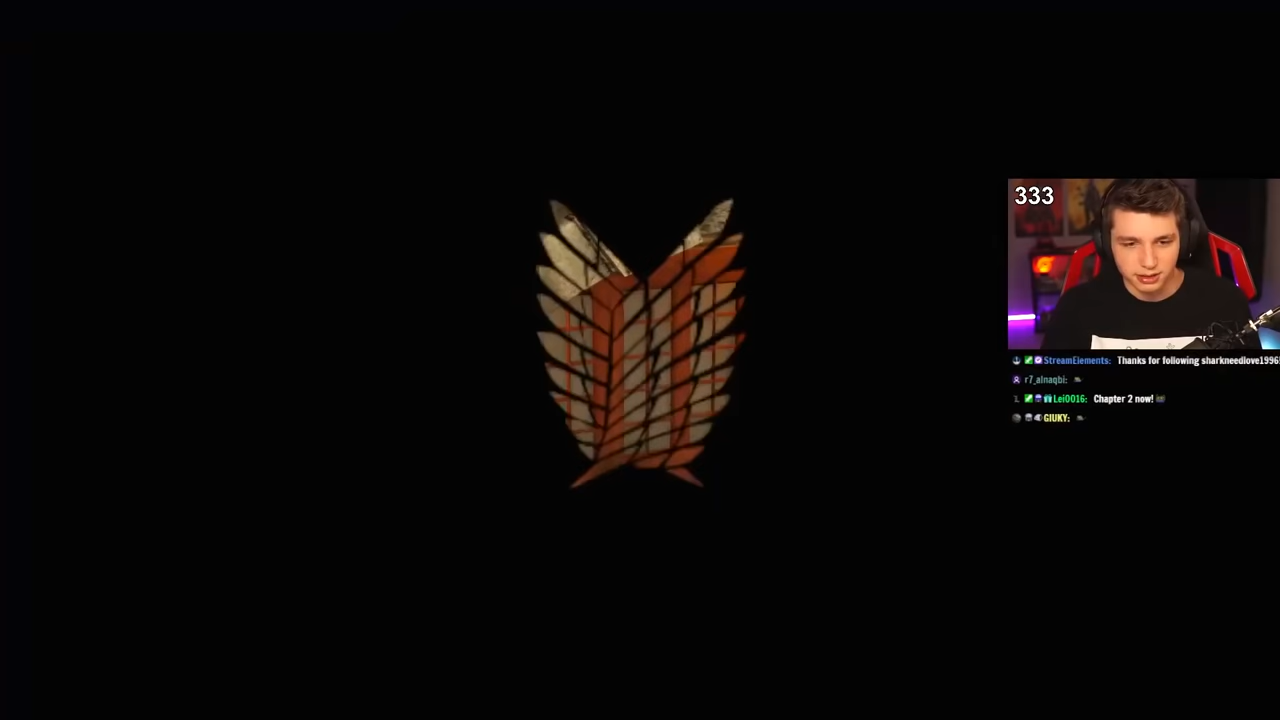 333
StreamElements: Thanks for following sharkneedlove1996
r7_alnaqbi:
Lei0016: Chapter 2 now!
GIUKY: